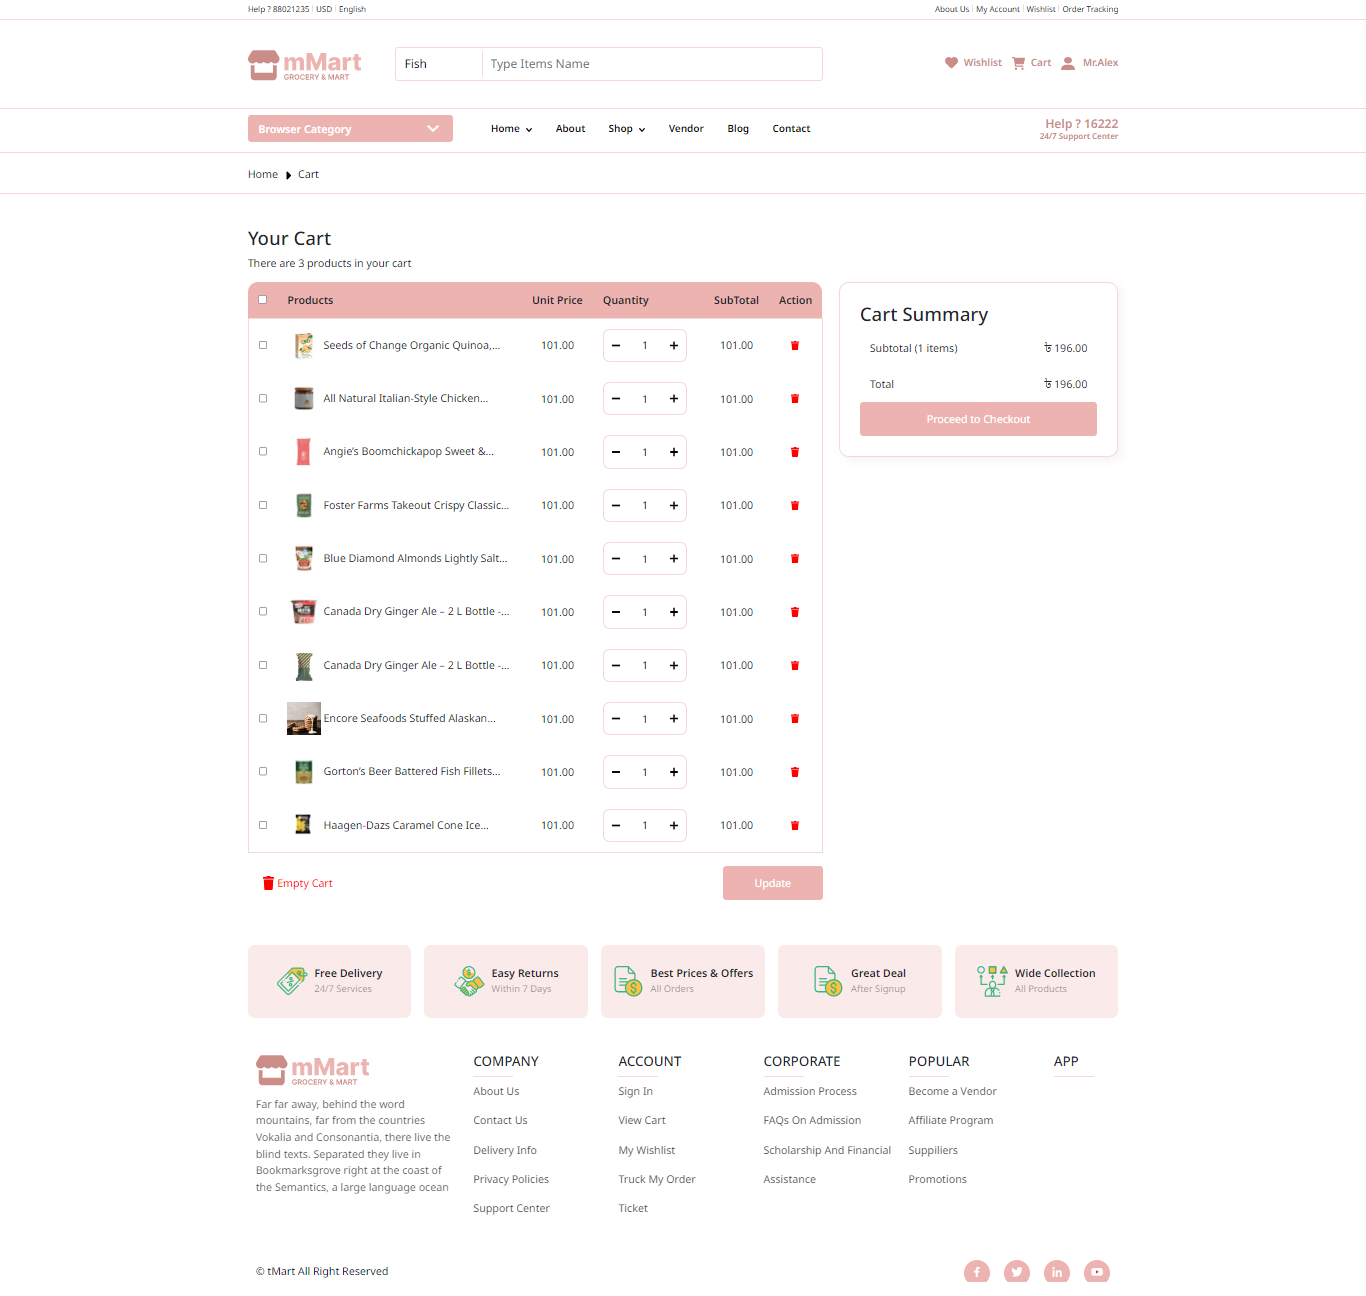 Help ? 88021235 | USD | English
About Us | My Account | Wishlist | Order Tracking
mMart
GROCERY & MART
Fish
Type Items Name
Wishlist
Cart
Mr.Alex
Browser Category
Home
About
Shop
Vendor
Blog
Contact
Help ? 16222
24/7 Support Center
Home
Cart
Your Cart
There are 3 products in your cart
Products Unit Price Quantity SubTotal Action
Seeds of Change Organic Quinoa,... 101.00 − 1 + 101.00
All Natural Italian-Style Chicken... 101.00 − 1 + 101.00
Angie's Boomchickapop Sweet &... 101.00 − 1 + 101.00
Foster Farms Takeout Crispy Classic... 101.00 − 1 + 101.00
Blue Diamond Almonds Lightly Salt... 101.00 − 1 + 101.00
Canada Dry Ginger Ale – 2 L Bottle -... 101.00 − 1 + 101.00
Canada Dry Ginger Ale – 2 L Bottle -... 101.00 − 1 + 101.00
Encore Seafoods Stuffed Alaskan... 101.00 − 1 + 101.00
Gorton's Beer Battered Fish Fillets... 101.00 − 1 + 101.00
Haagen-Dazs Caramel Cone Ice... 101.00 − 1 + 101.00
Empty Cart
Update
Cart Summary
Subtotal (1 items) ৳ 196.00
Total ৳ 196.00
Proceed to Checkout
Free Delivery
24/7 Services
Easy Returns
Within 7 Days
Best Prices & Offers
All Orders
Great Deal
After Signup
Wide Collection
All Products
mMart
GROCERY & MART
Far far away, behind the word
mountains, far from the countries
Vokalia and Consonantia, there live the
blind texts. Separated they live in
Bookmarksgrove right at the coast of
the Semantics, a large language ocean
COMPANY
About Us
Contact Us
Delivery Info
Privacy Policies
Support Center
ACCOUNT
Sign In
View Cart
My Wishlist
Truck My Order
Ticket
CORPORATE
Admission Process
FAQs On Admission
Scholarship And Financial
Assistance
POPULAR
Become a Vendor
Affiliate Program
Suppiliers
Promotions
APP
© tMart All Right Reserved